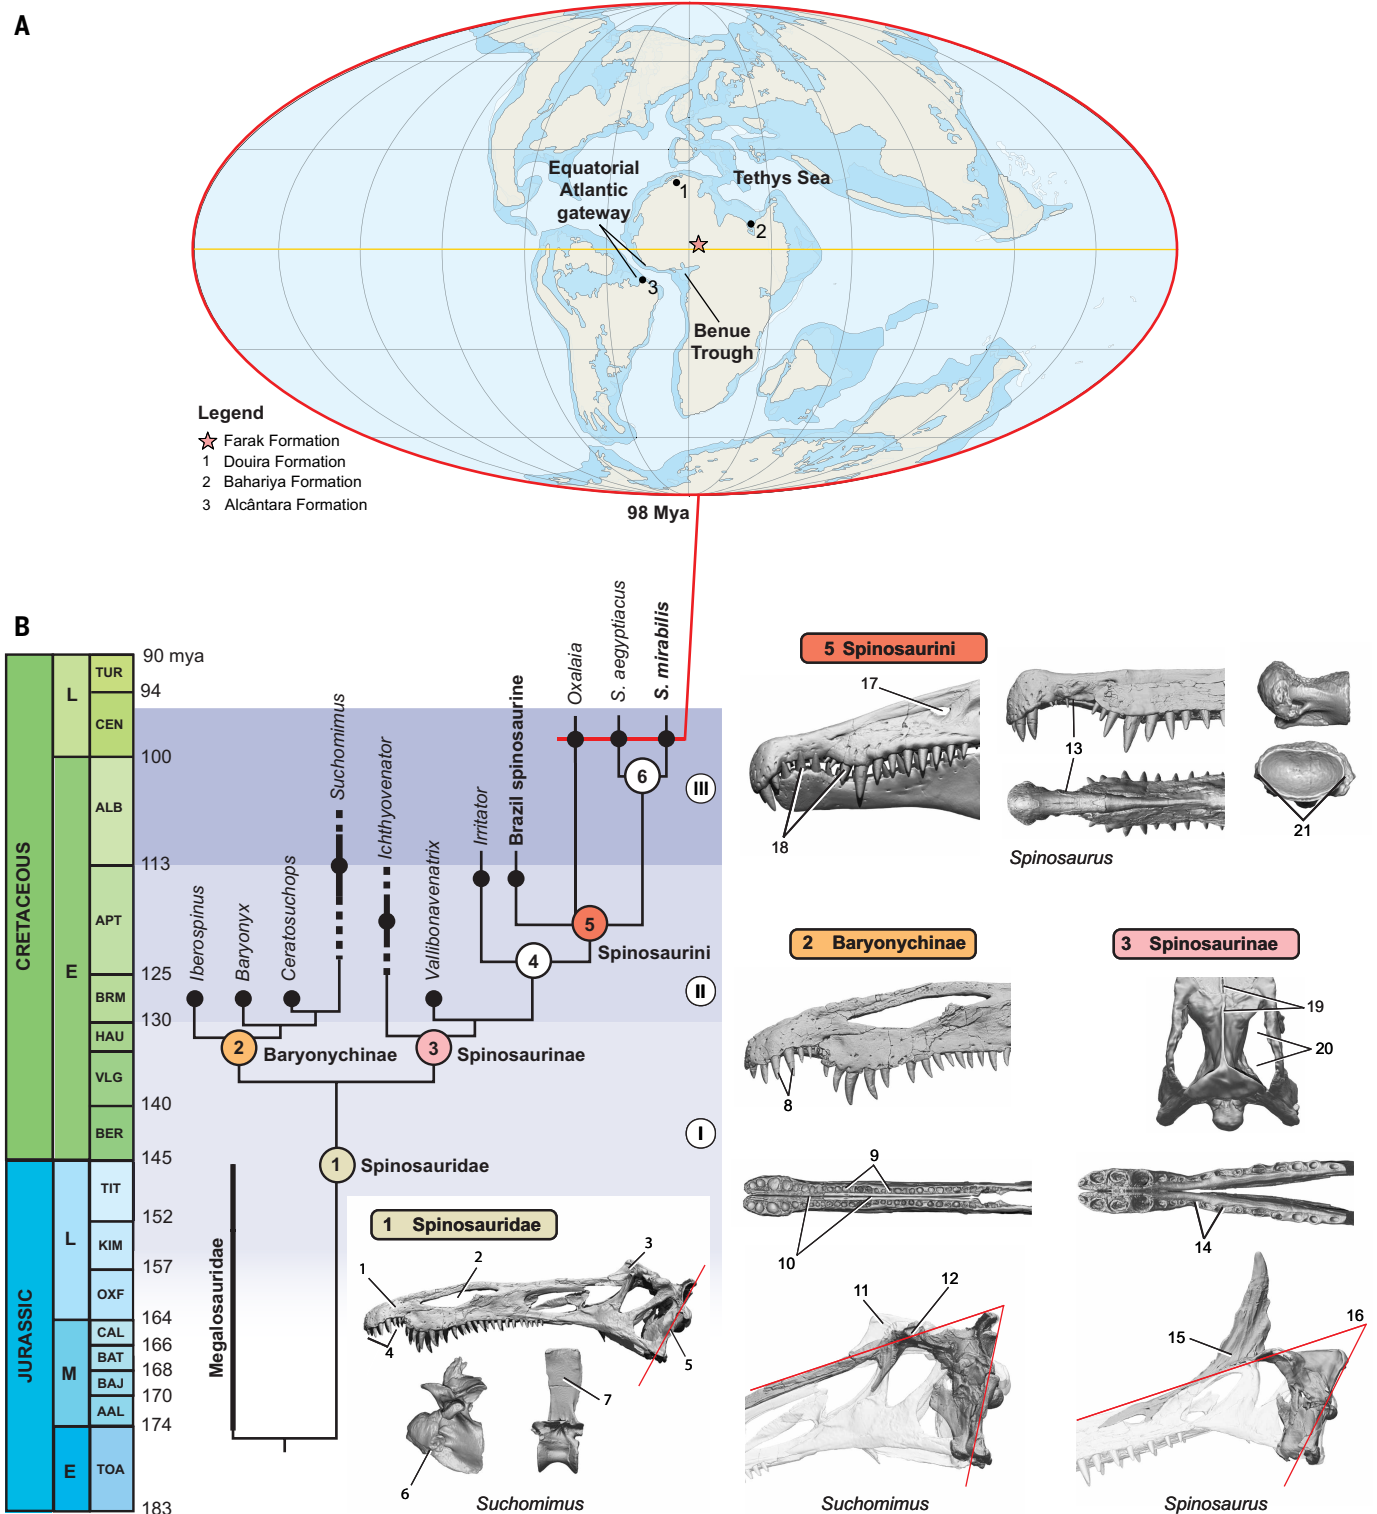 A
Equatorial
Atlantic
gateway
Tethys Sea
1
2
3
Benue
Trough
Legend
Farak Formation
1 Douira Formation
2 Bahariya Formation
3 Alcântara Formation
98 Mya
B
CRETACEOUS
JURASSIC
L
E
L
M
E
TUR
CEN
ALB
APT
BRM
HAU
VLG
BER
TIT
KIM
OXF
CAL
BAT
BAJ
AAL
TOA
90 mya
94
100
113
125
130
140
145
152
157
164
166
168
170
174
183
Iberospinus
Baryonyx
Ceratosuchops
Suchomimus
Ichthyovenator
Vallibonavenatrix
Irritator
Brazil spinosaurine
Oxalaia
S. aegyptiacus
S. mirabilis
6
III
5
Spinosaurini
4
II
2
Baryonychinae
3
Spinosaurinae
I
1
Spinosauridae
Megalosauridae
1 Spinosauridae
1
2
3
4
5
6
7
Suchomimus
5 Spinosaurini
17
18
13
21
Spinosaurus
2 Baryonychinae
8
9
10
11
12
Suchomimus
3 Spinosaurinae
19
20
14
15
16
Spinosaurus